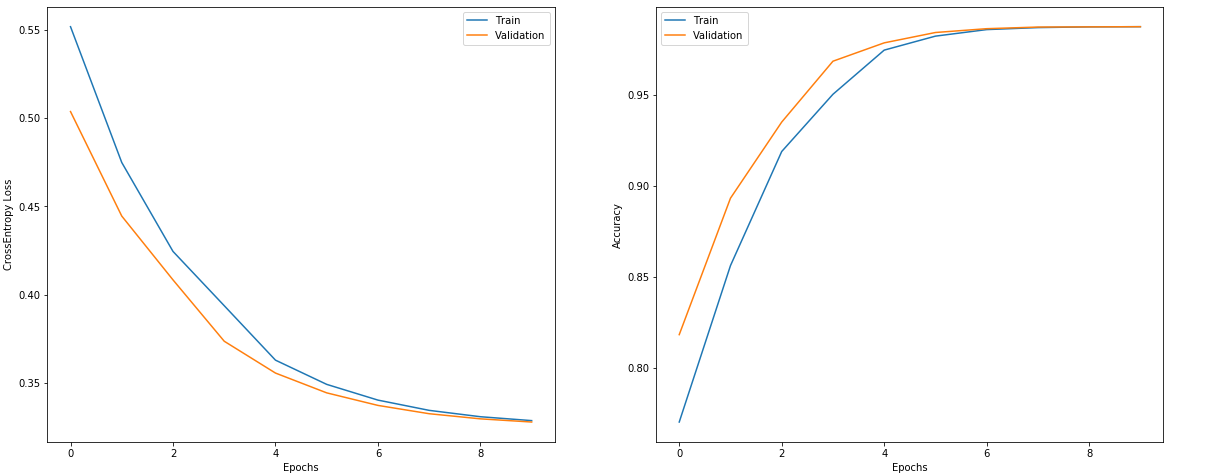 Train
Validation
0.55
0.50
0.45
0.40
0.35
CrossEntropy Loss
0 2 4 6 8
Epochs
Train
Validation
0.95
0.90
0.85
0.80
Accuracy
0 2 4 6 8
Epochs